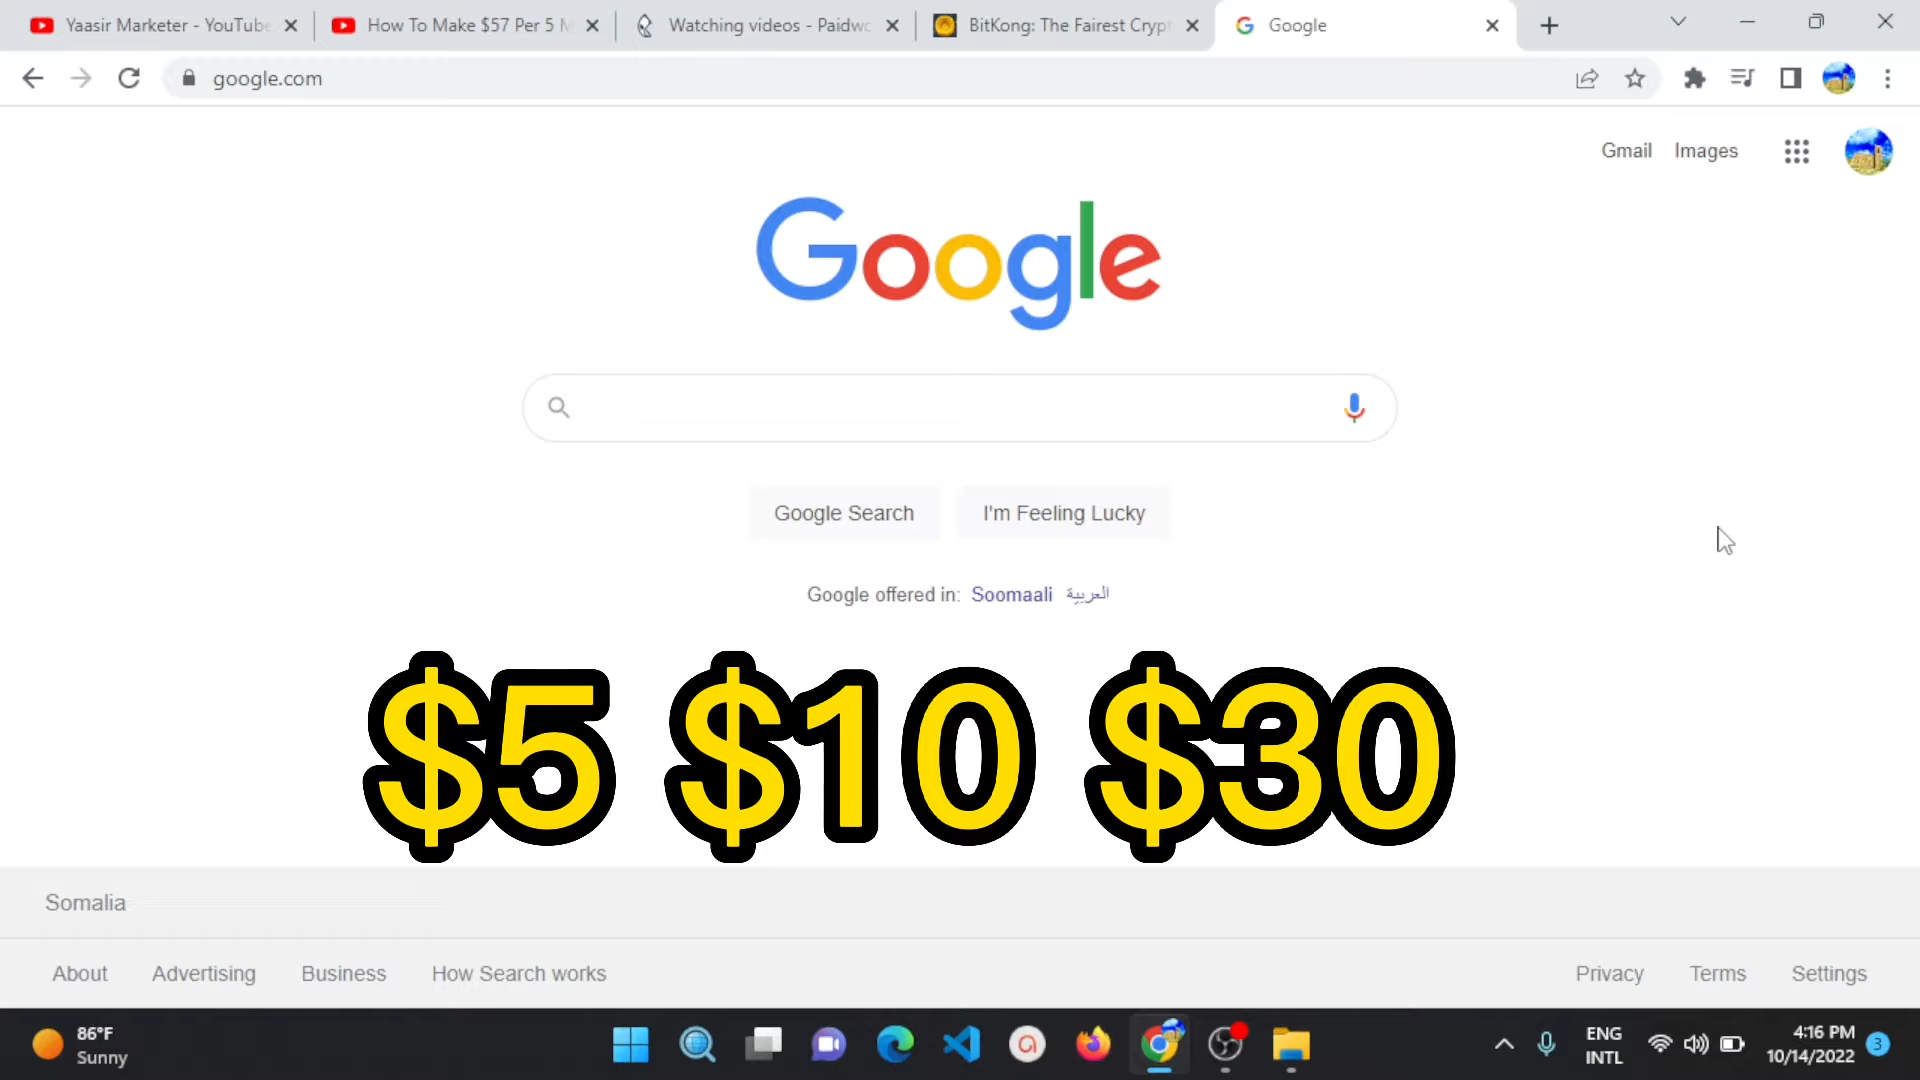 Yaasir Marketer - YouTube
How To Make $57 Per 5 M
Watching videos - Paidwo
BitKong: The Fairest Crypt
Google
google.com
Gmail Images
Google
Google Search I'm Feeling Lucky
Google offered in: Soomaali العربية
$5 $10 $30
Somalia
About Advertising Business How Search works Privacy Terms Settings
86°F
Sunny
ENG
INTL
4:16 PM
10/14/2022
3